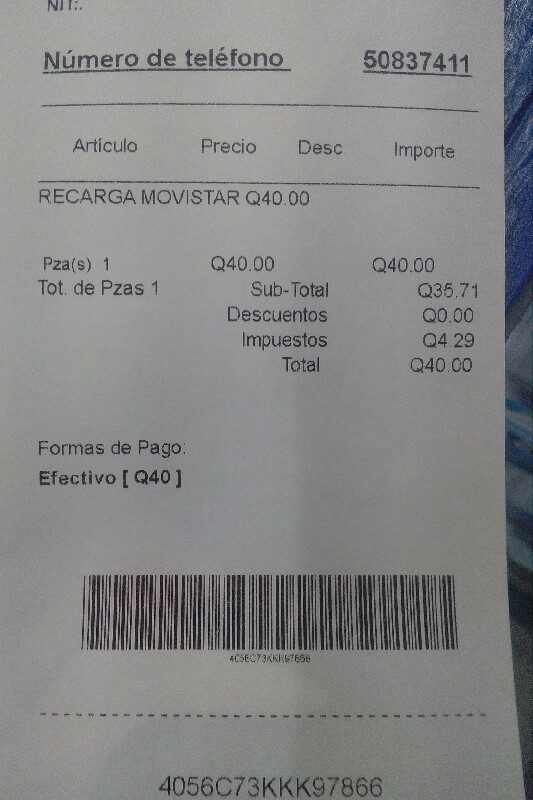 NIT:.
Número de teléfono 50837411
Artículo Precio Desc Importe
RECARGA MOVISTAR Q40.00
Pza(s) 1 Q40.00 Q40.00
Tot. de Pzas 1 Sub-Total Q35.71
Descuentos Q0.00
Impuestos Q4.29
Total Q40.00
Formas de Pago:
Efectivo [ Q40 ]
4056C73KKK97866
4056C73KKK97866